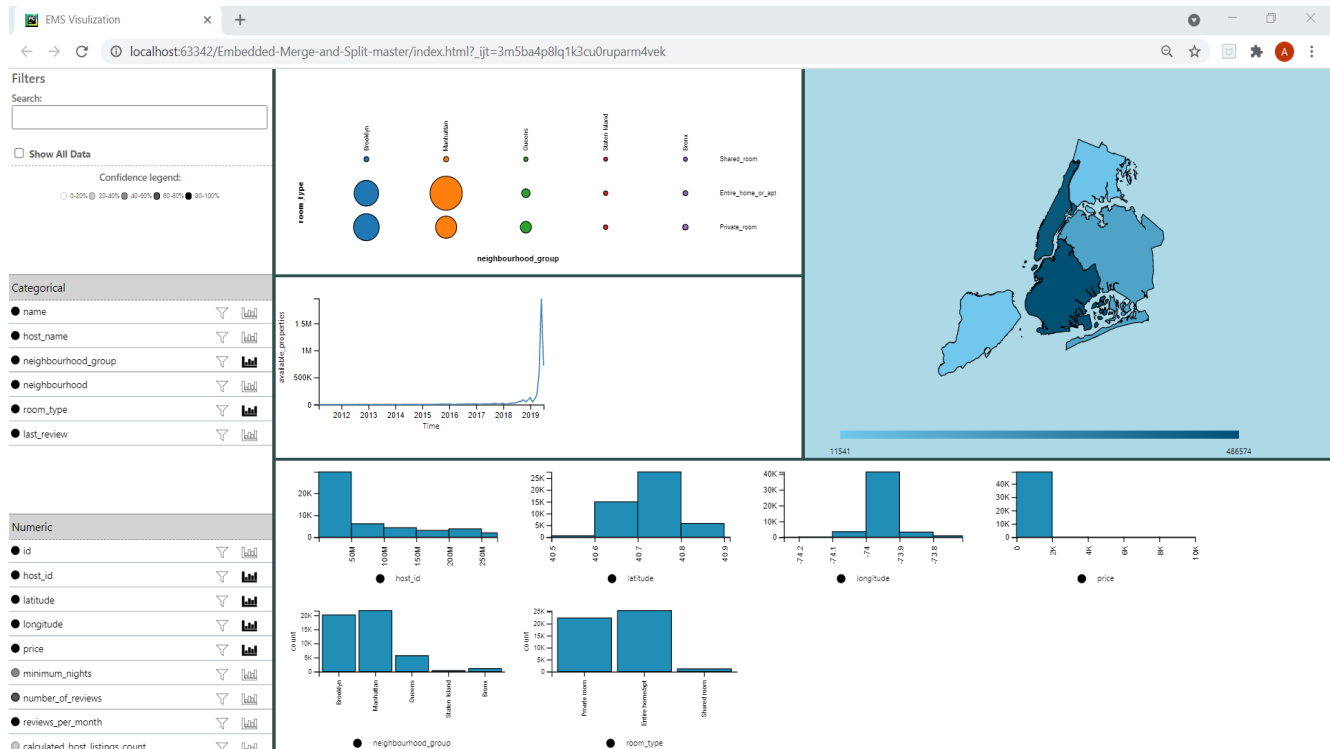 EMS Visulization
localhost:63342/Embedded-Merge-and-Split-master/index.html?_ijt=3m5ba4p8lq1k3cu0ruparm4vek
A
Filters
Search:
Show All Data
Confidence legend:
0-20% 20-40% 40-60% 60-80% 80-100%
Categorical
name
host_name
neighbourhood_group
neighbourhood
room_type
last_review
Numeric
id
host_id
latitude
longitude
price
minimum_nights
number_of_reviews
reviews_per_month
calculated_host_listings_count
Brooklyn Manhattan Queens Staten Island Bronx
Shared_room
Entire_home_or_apt
Private_room
room_type
neighbourhood_group
available_properties
1.5M
1M
500K
0
2012 2013 2014 2015 2016 2017 2018 2019
Time
11541 486574
20K
10K
0
50M 100M 150M 200M 250M
host_id
25K
20K
15K
10K
5K
0
40.5 40.6 40.7 40.8 40.9
latitude
40K
30K
20K
10K
0
-74.2 -74.1 -74 -73.9 -73.8
longitude
40K
30K
20K
10K
0
0 2K 4K 6K 8K 10K
price
count
20K
15K
10K
5K
0
Brooklyn Manhattan Queens Staten Island Bronx
neighbourhood_group
count
25K
20K
15K
10K
5K
0
Private room Entire home/apt Shared room
room_type